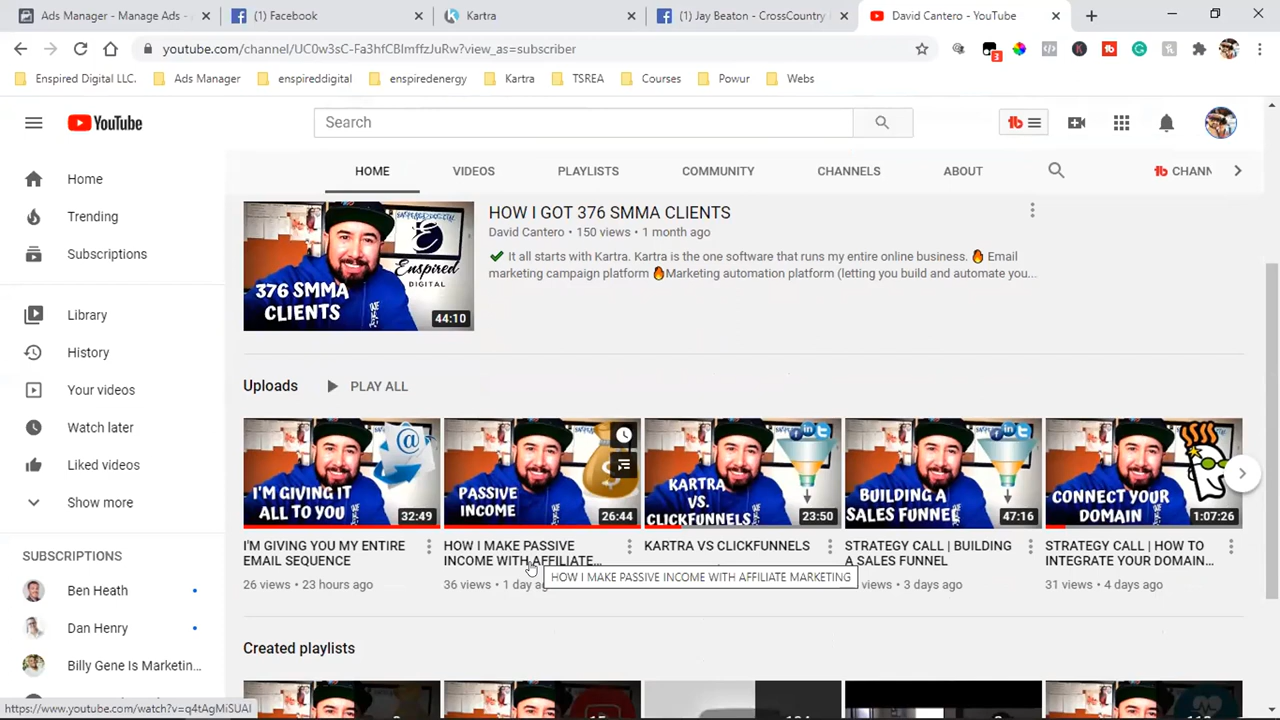 Ads Manager - Manage Ads -
(1) Facebook
Kartra
(1) Jay Beaton - CrossCountry
David Cantero - YouTube
youtube.com/channel/UC0w3sC-Fa3hfCBImffzJuRw?view_as=subscriber
3
Enspired Digital LLC.
Ads Manager
enspireddigital
enspiredenergy
Kartra
TSREA
Courses
Powur
Webs
YouTube
Search
HOME
VIDEOS
PLAYLISTS
COMMUNITY
CHANNELS
ABOUT
CHANN
Home
Trending
Subscriptions
Library
History
Your videos
Watch later
Liked videos
Show more
SUBSCRIPTIONS
Ben Heath
Dan Henry
Billy Gene Is Marketin...
Enspired
DIGITAL
376 SMMA
CLIENTS
44:10
HOW I GOT 376 SMMA CLIENTS
David Cantero • 150 views • 1 month ago
It all starts with Kartra. Kartra is the one software that runs my entire online business. Email
marketing campaign platform Marketing automation platform (letting you build and automate you...
Uploads
PLAY ALL
I'M GIVING IT
ALL TO YOU
32:49
PASSIVE
INCOME
26:44
KARTRA
VS.
CLICKFUNNELS
23:50
BUILDING A
SALES FUNNEL
47:16
CONNECT YOUR
DOMAIN
1:07:26
I'M GIVING YOU MY ENTIRE
EMAIL SEQUENCE
26 views • 23 hours ago
HOW I MAKE PASSIVE
INCOME WITH AFFILIATE...
36 views • 1 day ag
KARTRA VS CLICKFUNNELS
HOW I MAKE PASSIVE INCOME WITH AFFILIATE MARKETING
STRATEGY CALL | BUILDING
A SALES FUNNEL
views • 3 days ago
STRATEGY CALL | HOW TO
INTEGRATE YOUR DOMAIN...
31 views • 4 days ago
Created playlists
https://www.youtube.com/watch?v=q4tAgMiSUAI